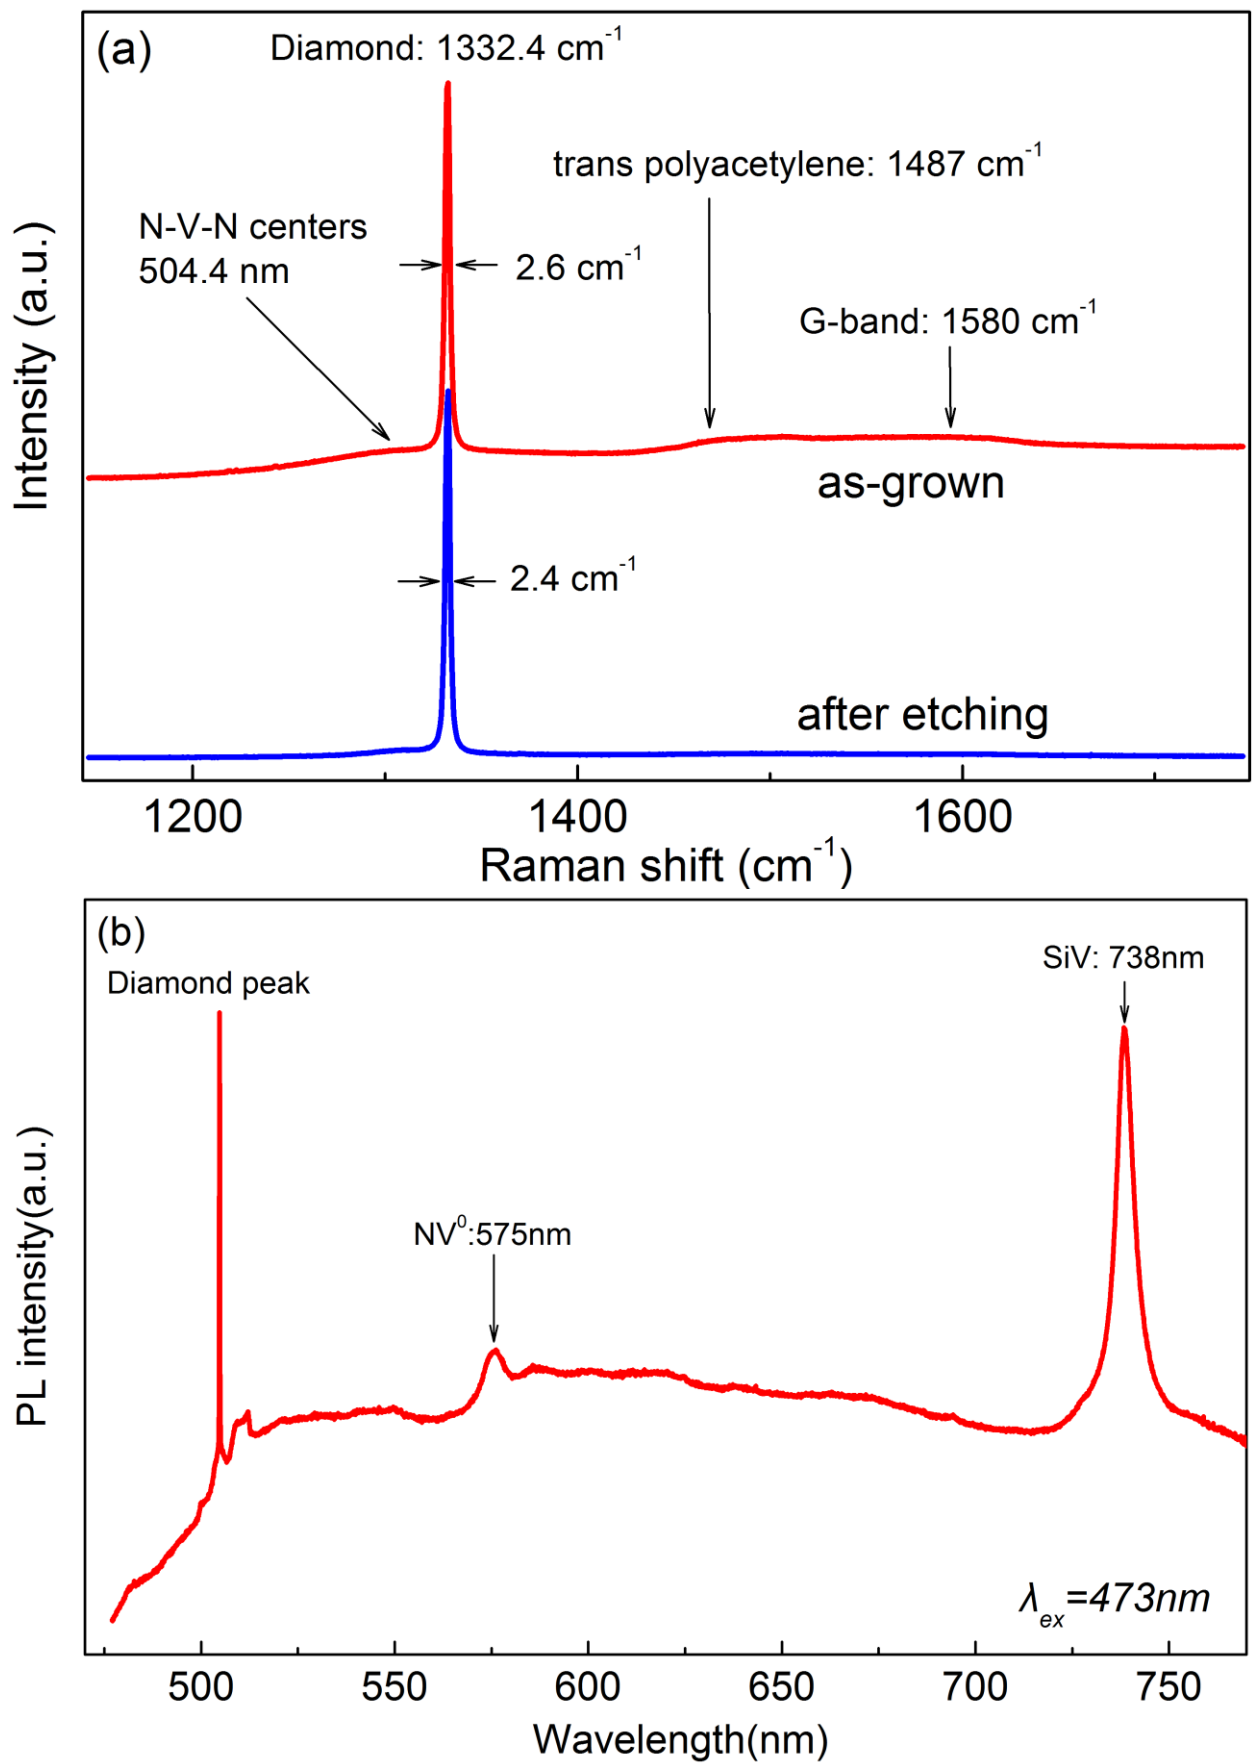 (a)
Diamond: 1332.4 cm⁻¹
trans polyacetylene: 1487 cm⁻¹
N-V-N centers
504.4 nm
2.6 cm⁻¹
G-band: 1580 cm⁻¹
as-grown
2.4 cm⁻¹
after etching
Intensity (a.u.)
1200 1400 1600
Raman shift (cm⁻¹)
(b)
Diamond peak
SiV: 738nm
NV⁰:575nm
λex=473nm
PL intensity(a.u.)
500 550 600 650 700 750
Wavelength(nm)